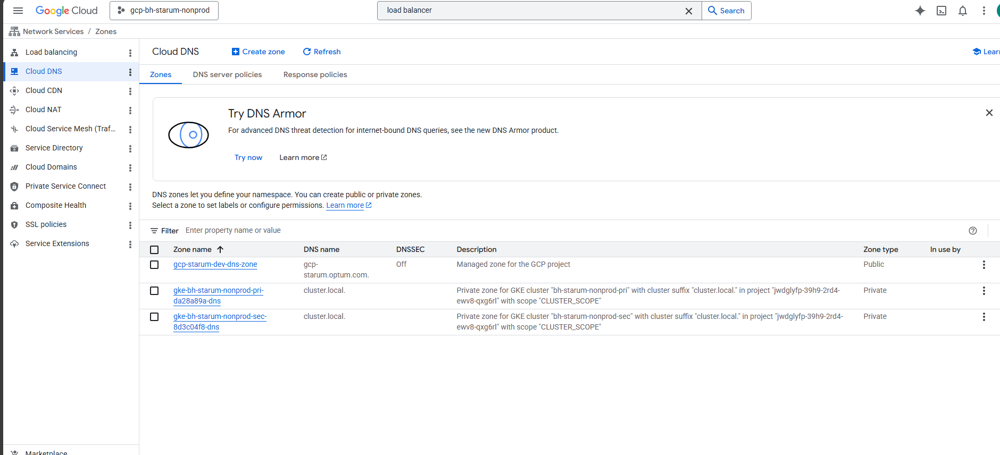 Google Cloud
gcp-bh-starum-nonprod
load balancer
Search
Network Services / Zones
Load balancing
Cloud DNS
Cloud CDN
Cloud NAT
Cloud Service Mesh (Traf...
Service Directory
Cloud Domains
Private Service Connect
Composite Health
SSL policies
Service Extensions
Marketplace
Cloud DNS
Create zone
Refresh
Lear
Zones
DNS server policies
Response policies
Try DNS Armor
For advanced DNS threat detection for internet-bound DNS queries, see the new DNS Armor product.
Try now
Learn more
DNS zones let you define your namespace. You can create public or private zones.
Select a zone to set labels or configure permissions. Learn more
Filter Enter property name or value
Zone name DNS name DNSSEC Description Zone type In use by
gcp-starum-dev-dns-zone gcp- Off Managed zone for the GCP project Public
starum.optum.com.
gke-bh-starum-nonprod-pri- cluster.local. Private zone for GKE cluster "bh-starum-nonprod-pri" with cluster suffix "cluster.local." in project "jwdglyfp-39h9-2rd4- Private
da28a89a-dns ewv8-qxg6rl" with scope "CLUSTER_SCOPE"
gke-bh-starum-nonprod-sec- cluster.local. Private zone for GKE cluster "bh-starum-nonprod-sec" with cluster suffix "cluster.local." in project "jwdglyfp-39h9-2rd4- Private
8d3c04f8-dns ewv8-qxg6rl" with scope "CLUSTER_SCOPE"